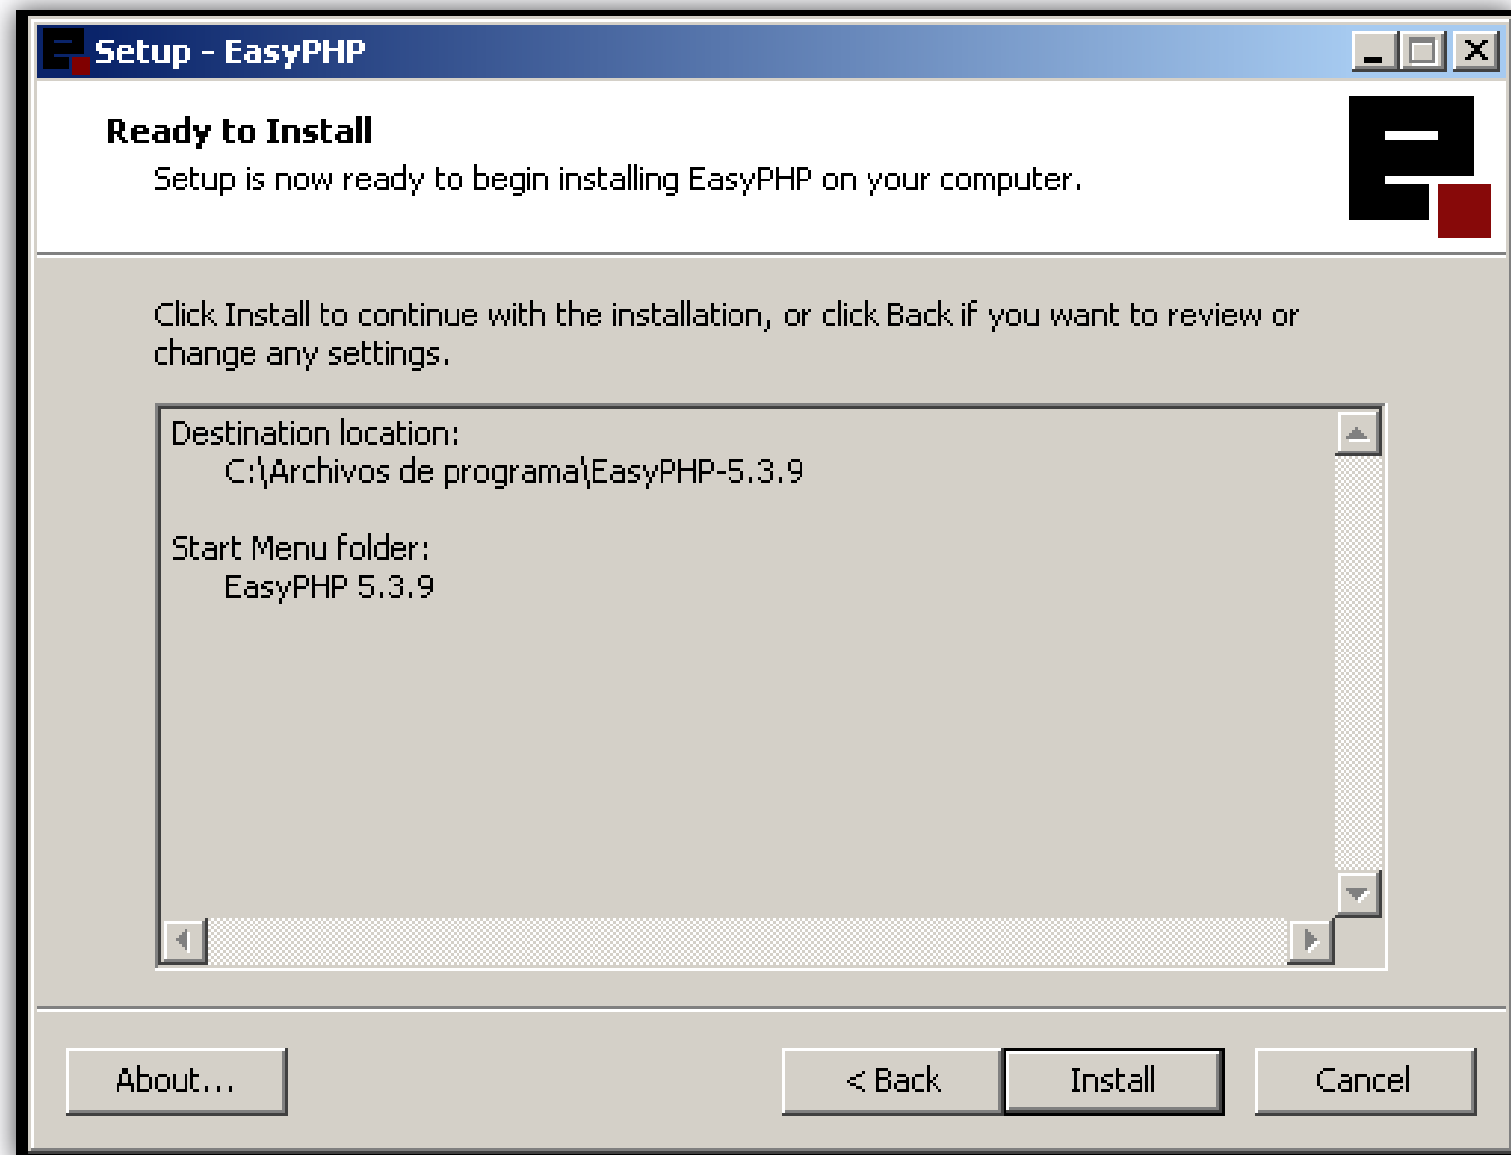 Setup - EasyPHP
Ready to Install
Setup is now ready to begin installing EasyPHP on your computer.
Click Install to continue with the installation, or click Back if you want to review or
change any settings.
Destination location:
C:\Archivos de programa\EasyPHP-5.3.9
Start Menu folder:
EasyPHP 5.3.9
About...
< Back
Install
Cancel